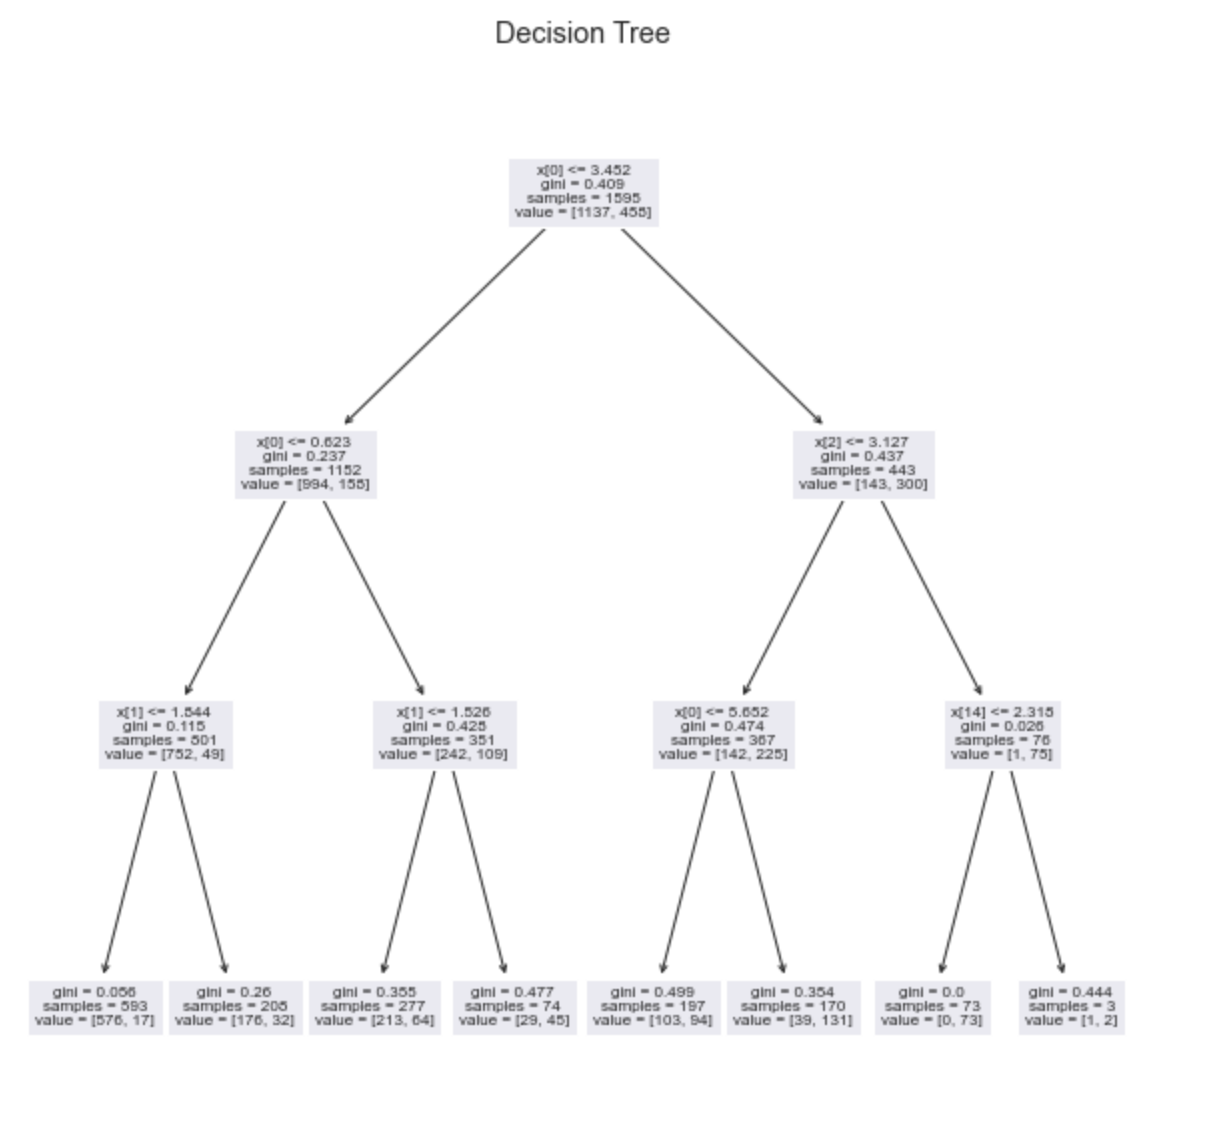 Decision Tree
x[0] <= 3.452
gini = 0.409
samples = 1595
value = [1137, 458]
x[0] <= 0.623
gini = 0.237
samples = 1152
value = [994, 158]
x[2] <= 3.127
gini = 0.437
samples = 443
value = [143, 300]
x[1] <= 1.844
gini = 0.115
samples = 801
value = [752, 49]
x[1] <= 1.526
gini = 0.428
samples = 351
value = [242, 109]
x[0] <= 5.652
gini = 0.474
samples = 367
value = [142, 225]
x[14] <= 2.318
gini = 0.026
samples = 76
value = [1, 75]
gini = 0.056
samples = 593
value = [576, 17]
gini = 0.26
samples = 208
value = [176, 32]
gini = 0.355
samples = 277
value = [213, 64]
gini = 0.477
samples = 74
value = [29, 45]
gini = 0.499
samples = 197
value = [103, 94]
gini = 0.354
samples = 170
value = [39, 131]
gini = 0.0
samples = 73
value = [0, 73]
gini = 0.444
samples = 3
value = [1, 2]